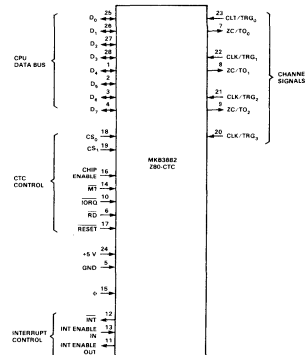 CPU
DATA BUS
D0 25
D1 26
D2 27
D3 28
D4 1
D5 2
D6 3
D7 4
CTC
CONTROL
CS0 18
CS1 19
CHIP
ENABLE 16
M1 14
IORQ 10
RD 6
RESET 17
+5 V 24
GND 5
Φ 15
INTERRUPT
CONTROL
INT 12
INT ENABLE
IN 13
INT ENABLE
OUT 11
MK83882
Z80-CTC
23 CLT/TRG0
7 ZC/TO0
22 CLK/TRG1
8 ZC/TO1
21 CLK/TRG2
9 ZC/TO2
20 CLK/TRG3
CHANNE
SIGNALS